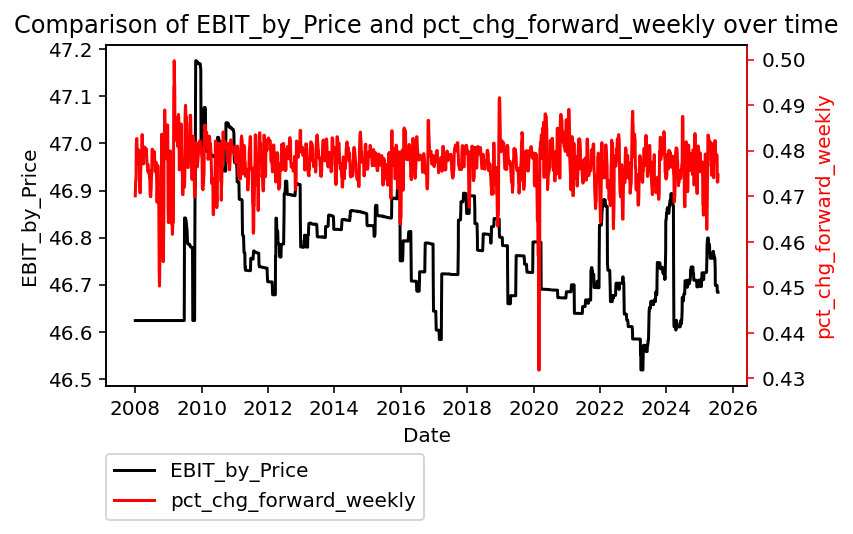 Comparison of EBIT_by_Price and pct_chg_forward_weekly over time
47.2
47.1
47.0
46.9
46.8
46.7
46.6
46.5
EBIT_by_Price
0.50
0.49
0.48
0.47
0.46
0.45
0.44
0.43
pct_chg_forward_weekly
2008 2010 2012 2014 2016 2018 2020 2022 2024 2026
Date
EBIT_by_Price
pct_chg_forward_weekly